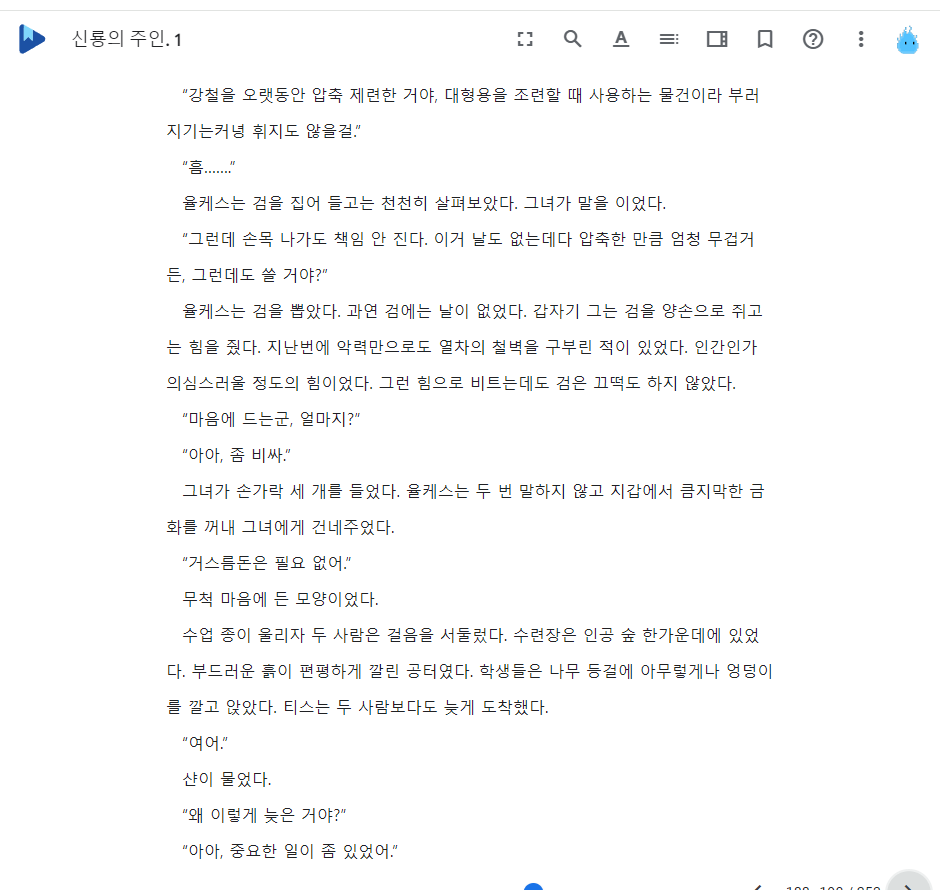 신룡의 주인. 1
“강철을 오랫동안 압축 제련한 거야, 대형용을 조련할 때 사용하는 물건이라 부러
지기는커녕 휘지도 않을걸.”
“흠…….”
율케스는 검을 집어 들고는 천천히 살펴보았다. 그녀가 말을 이었다.
“그런데 손목 나가도 책임 안 진다. 이거 날도 없는데다 압축한 만큼 엄청 무겁거
든, 그런데도 쓸 거야?”
율케스는 검을 뽑았다. 과연 검에는 날이 없었다. 갑자기 그는 검을 양손으로 쥐고
는 힘을 줬다. 지난번에 악력만으로도 열차의 철벽을 구부린 적이 있었다. 인간인가
의심스러울 정도의 힘이었다. 그런 힘으로 비트는데도 검은 끄떡도 하지 않았다.
“마음에 드는군, 얼마지?”
“아아, 좀 비싸.”
그녀가 손가락 세 개를 들었다. 율케스는 두 번 말하지 않고 지갑에서 큼지막한 금
화를 꺼내 그녀에게 건네주었다.
“거스름돈은 필요 없어.”
무척 마음에 든 모양이었다.
수업 종이 울리자 두 사람은 걸음을 서둘렀다. 수련장은 인공 숲 한가운데에 있었
다. 부드러운 흙이 편평하게 깔린 공터였다. 학생들은 나무 등걸에 아무렇게나 엉덩이
를 깔고 앉았다. 티스는 두 사람보다도 늦게 도착했다.
“여어.”
샨이 물었다.
“왜 이렇게 늦은 거야?”
“아아, 중요한 일이 좀 있었어.”